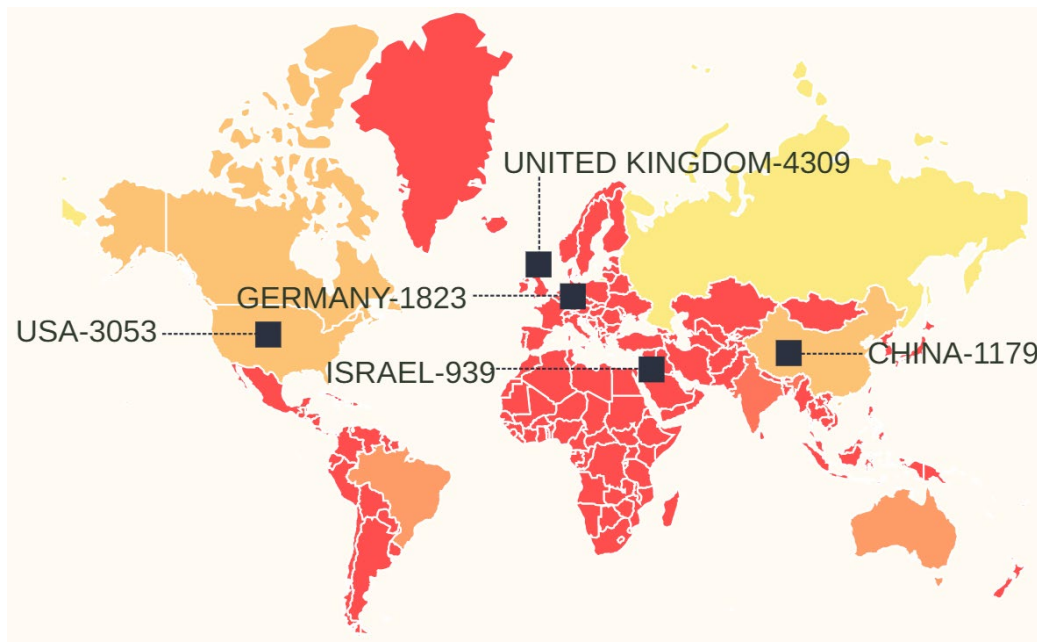 UNITED KINGDOM-4309
GERMANY-1823
USA-3053
CHINA-1179
ISRAEL-939